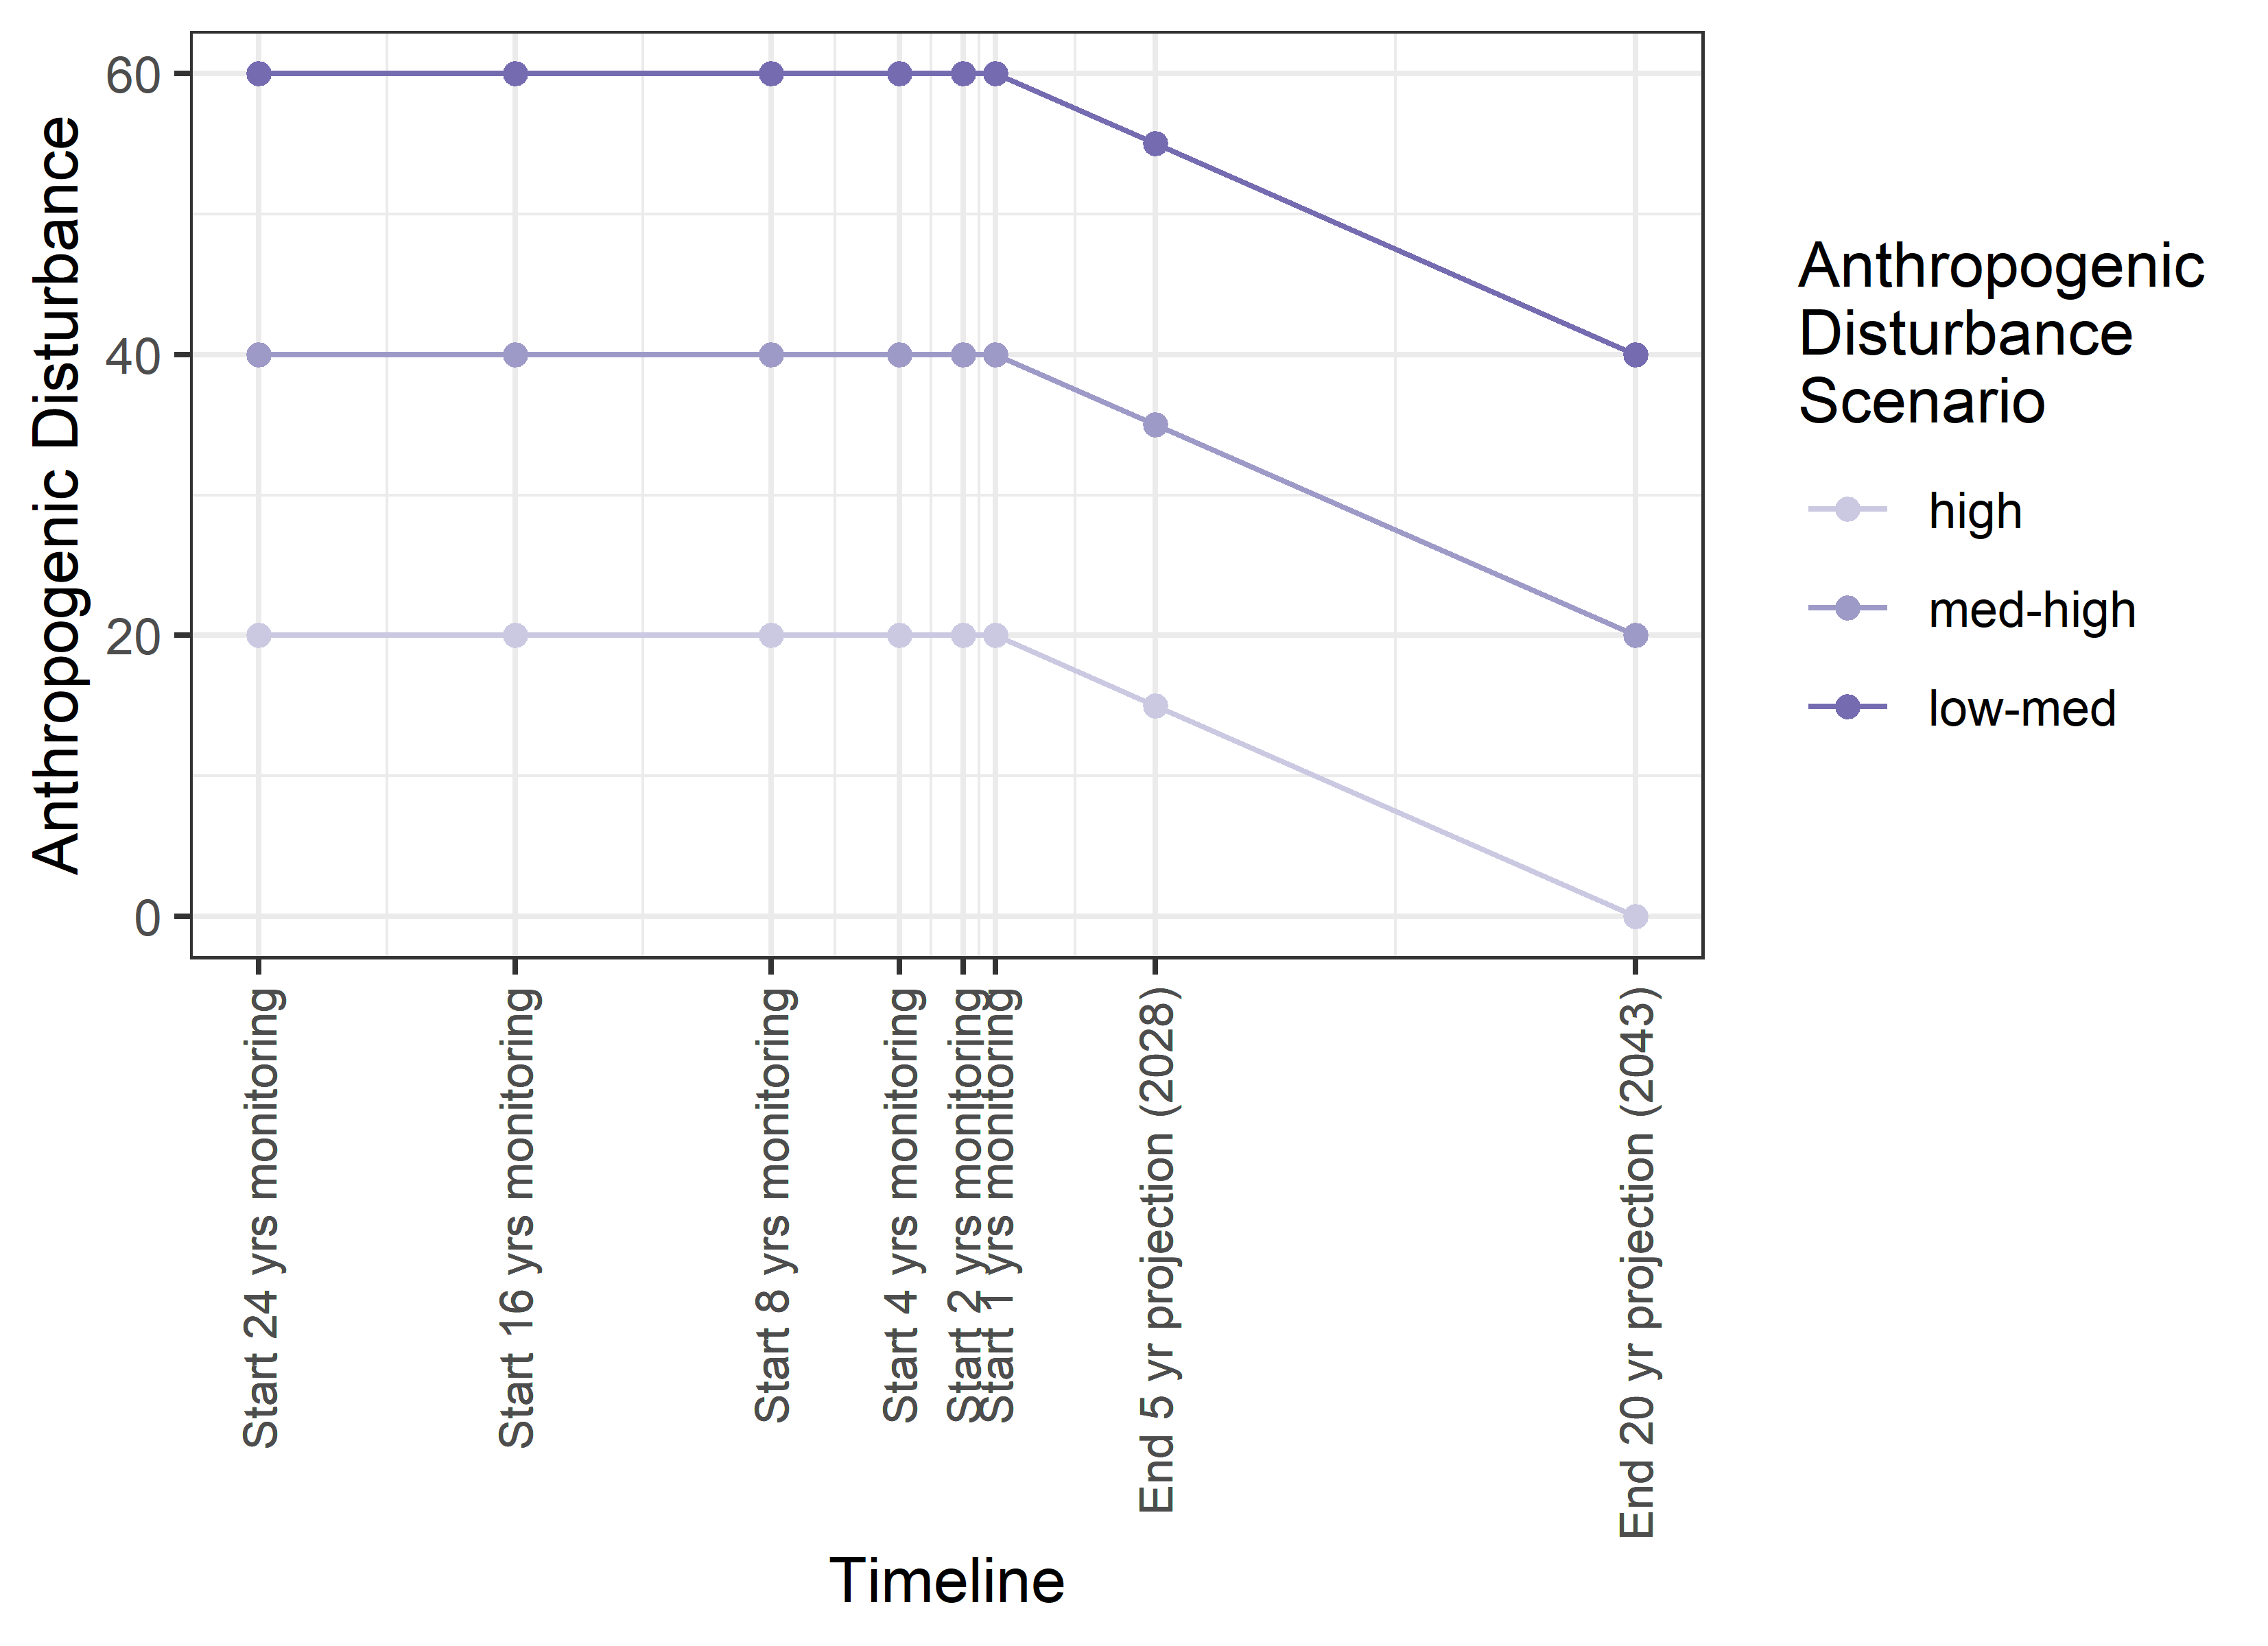 Anthropogenic Disturbance
60
40
20
0
Start 24 yrs monitoring
Start 16 yrs monitoring
Start 8 yrs monitoring
Start 4 yrs monitoring
Start 2 yrs monitoring
Start 1 yrs monitoring
End 5 yr projection (2028)
End 20 yr projection (2043)
Timeline
Anthropogenic
Disturbance
Scenario
high
med-high
low-med